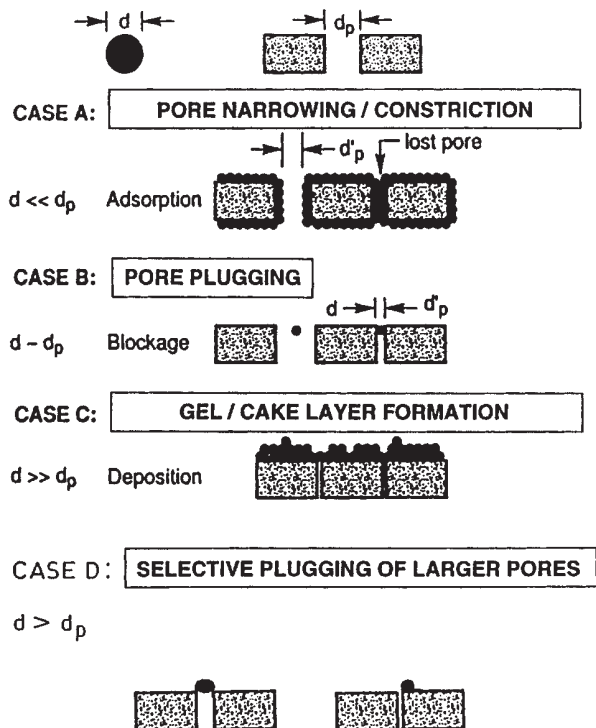 d
dp
CASE A: PORE NARROWING / CONSTRICTION
d'p lost pore
d << dp Adsorption
CASE B: PORE PLUGGING
d d'p
d ~ dp Blockage
CASE C: GEL / CAKE LAYER FORMATION
d >> dp Deposition
CASE D: SELECTIVE PLUGGING OF LARGER PORES
d > dp